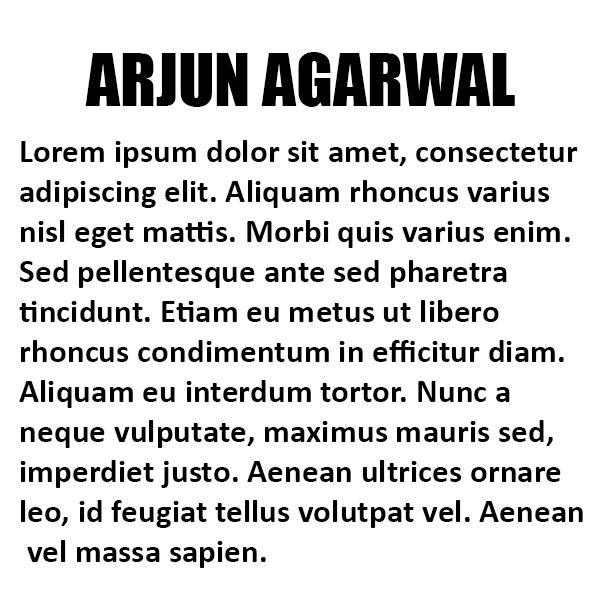 ARJUN AGARWAL
Lorem ipsum dolor sit amet, consectetur
adipiscing elit. Aliquam rhoncus varius
nisl eget mattis. Morbi quis varius enim.
Sed pellentesque ante sed pharetra
tincidunt. Etiam eu metus ut libero
rhoncus condimentum in efficitur diam.
Aliquam eu interdum tortor. Nunc a
neque vulputate, maximus mauris sed,
imperdiet justo. Aenean ultrices ornare
leo, id feugiat tellus volutpat vel. Aenean
vel massa sapien.